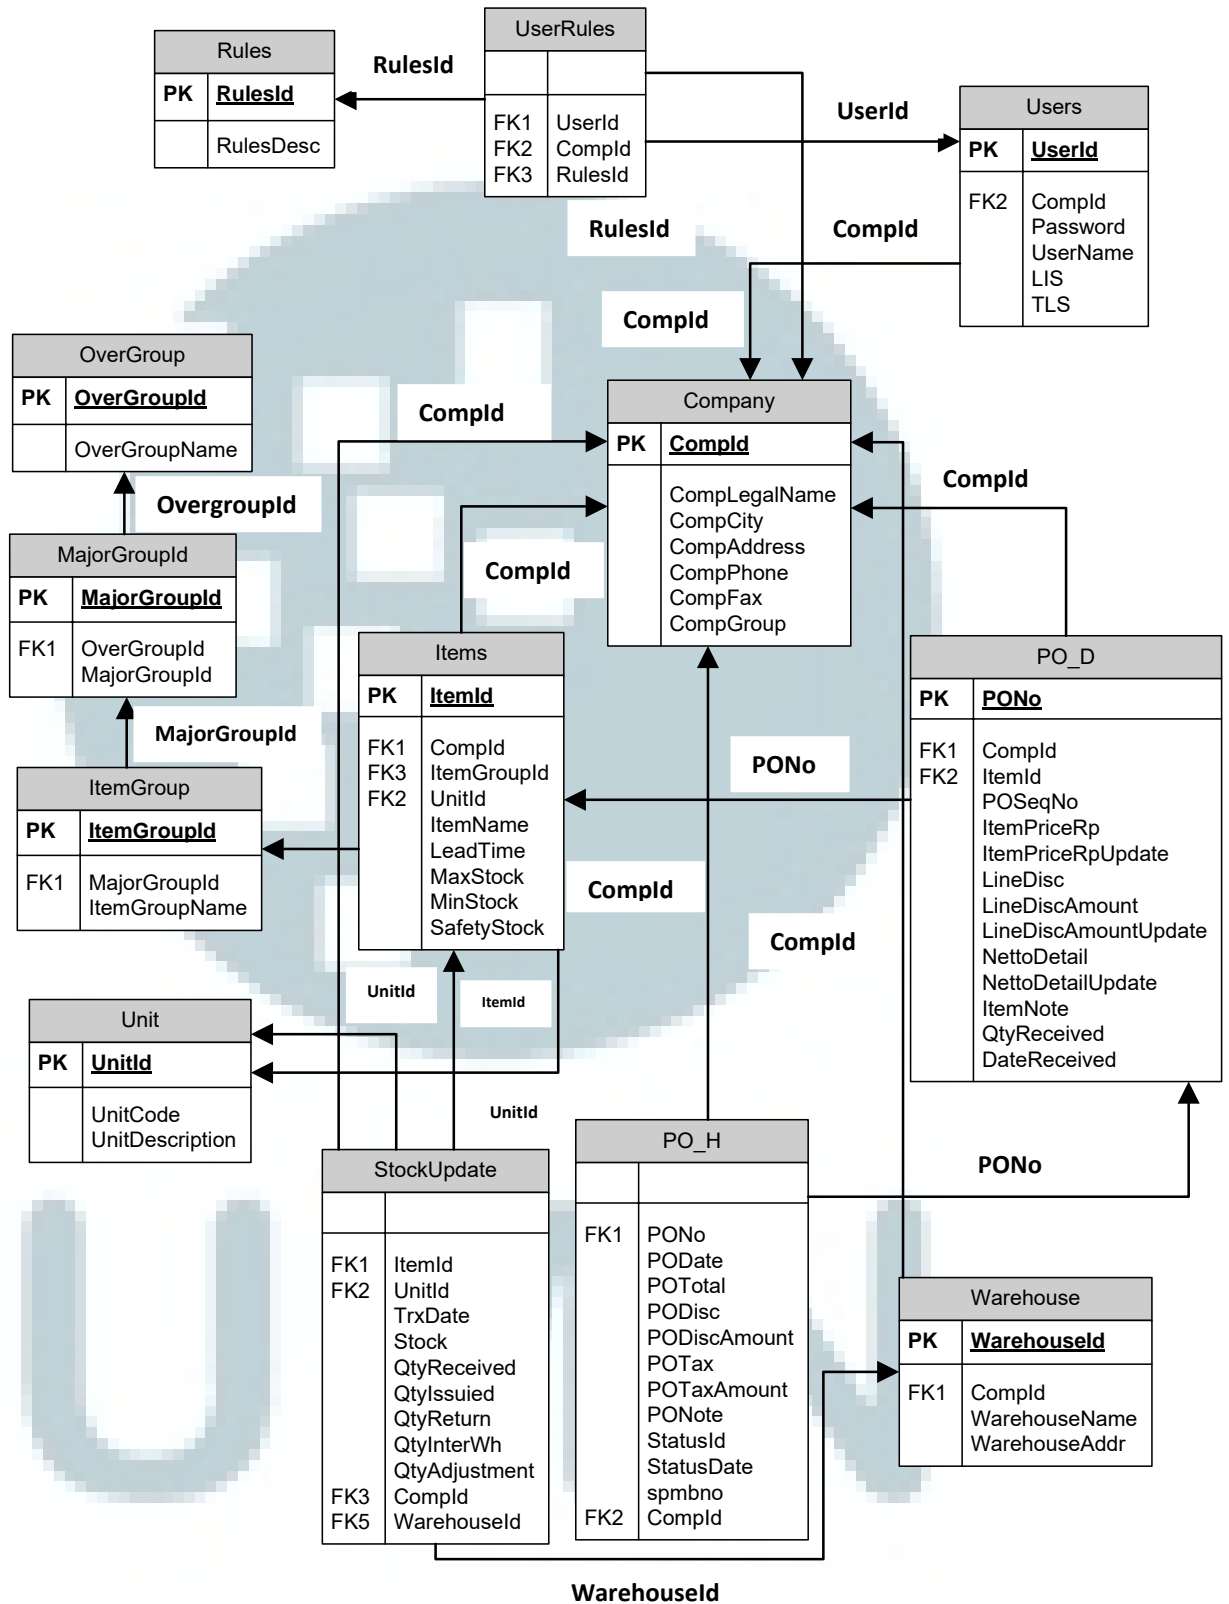 UserRules
FK1 UserId
FK2 CompId
FK3 RulesId
Rules
PK RulesId
RulesDesc
RulesId
UserId
Users
PK UserId
FK2 CompId
Password
UserName
LIS
TLS
RulesId
CompId
CompId
OverGroup
PK OverGroupId
OverGroupName
CompId
Company
PK CompId
CompLegalName
CompCity
CompAddress
CompPhone
CompFax
CompGroup
CompId
OvergroupId
MajorGroupId
PK MajorGroupId
FK1 OverGroupId
MajorGroupId
CompId
Items
PK ItemId
FK1 CompId
FK3 ItemGroupId
FK2 UnitId
ItemName
LeadTime
MaxStock
MinStock
SafetyStock
PO_D
PK PONo
FK1 CompId
FK2 ItemId
POSeqNo
ItemPriceRp
ItemPriceRpUpdate
LineDisc
LineDiscAmount
LineDiscAmountUpdate
NettoDetail
NettoDetailUpdate
ItemNote
QtyReceived
DateReceived
MajorGroupId
PONo
ItemGroup
PK ItemGroupId
FK1 MajorGroupId
ItemGroupName
CompId
CompId
UnitId
ItemId
Unit
PK UnitId
UnitCode
UnitDescription
UnitId
StockUpdate
FK1 ItemId
FK2 UnitId
TrxDate
Stock
QtyReceived
QtyIssuied
QtyReturn
QtyInterWh
QtyAdjustment
FK3 CompId
FK5 WarehouseId
PO_H
FK1 PONo
PODate
POTotal
PODisc
PODiscAmount
POTax
POTaxAmount
PONote
StatusId
StatusDate
spmbno
FK2 CompId
PONo
Warehouse
PK WarehouseId
FK1 CompId
WarehouseName
WarehouseAddr
WarehouseId